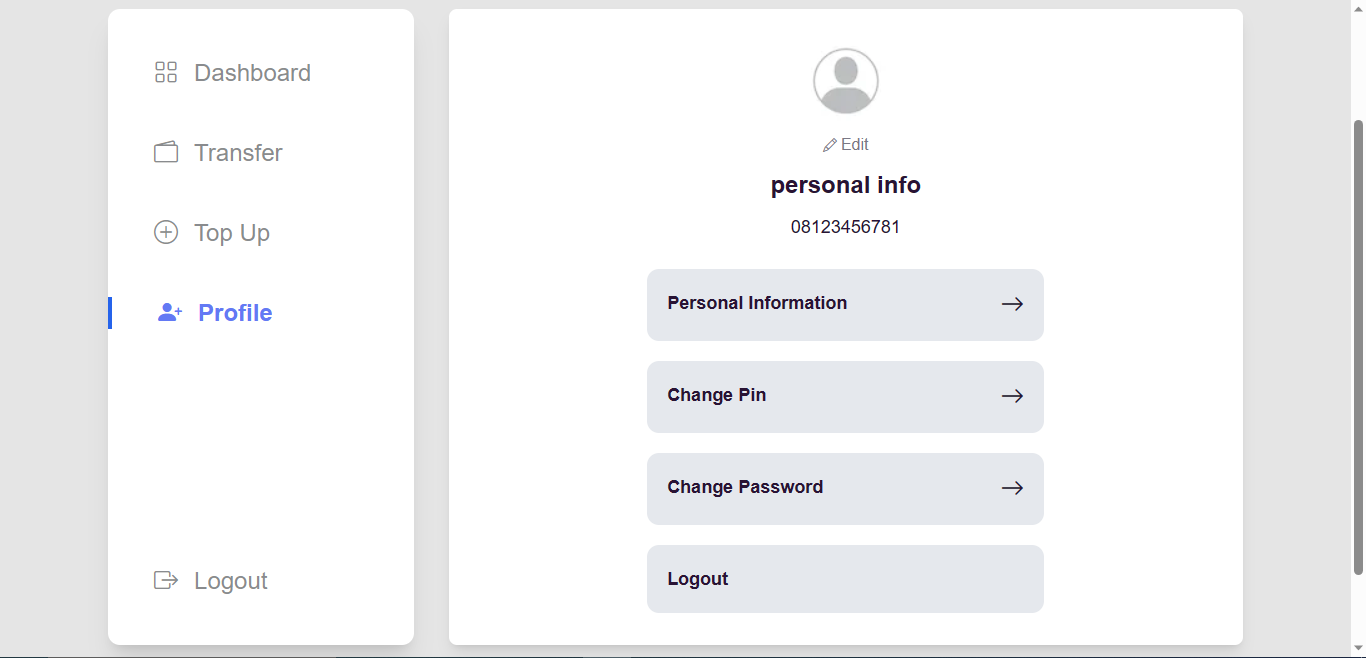 Dashboard
Transfer
Top Up
Profile
Logout
Edit
personal info
08123456781
Personal Information
Change Pin
Change Password
Logout